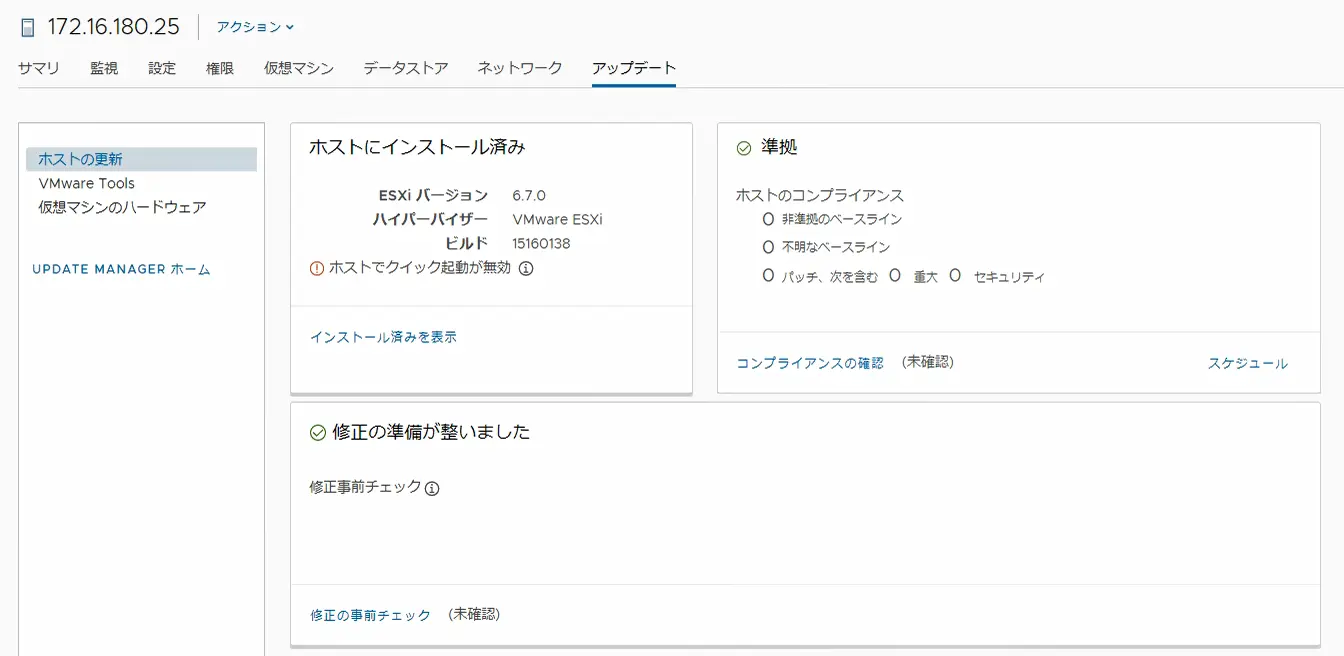 172.16.180.25 アクション
サマリ 監視 設定 権限 仮想マシン データストア ネットワーク アップデート
ホストの更新
VMware Tools
仮想マシンのハードウェア
UPDATE MANAGER ホーム
ホストにインストール済み
ESXi バージョン 6.7.0
ハイパーバイザー VMware ESXi
ビルド 15160138
ホストでクイック起動が無効
インストール済みを表示
準拠
ホストのコンプライアンス
0 非準拠のベースライン
0 不明なベースライン
0 パッチ、次を含む 0 重大 0 セキュリティ
コンプライアンスの確認 (未確認) スケジュール
修正の準備が整いました
修正事前チェック
修正の事前チェック (未確認)